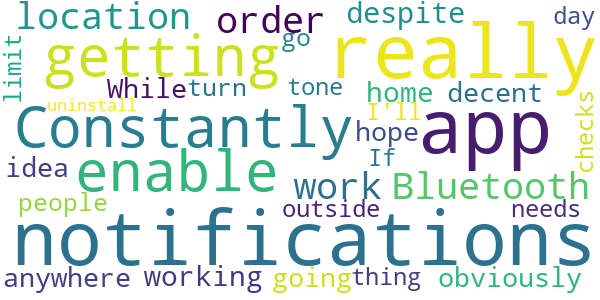 location order despite day
limit getting go really
While turn tone home decent
uninstall I'll checks
Constantly hope app
idea enable If
work Bluetooth
people outside needs
notifications
anywhere working going thing obviously